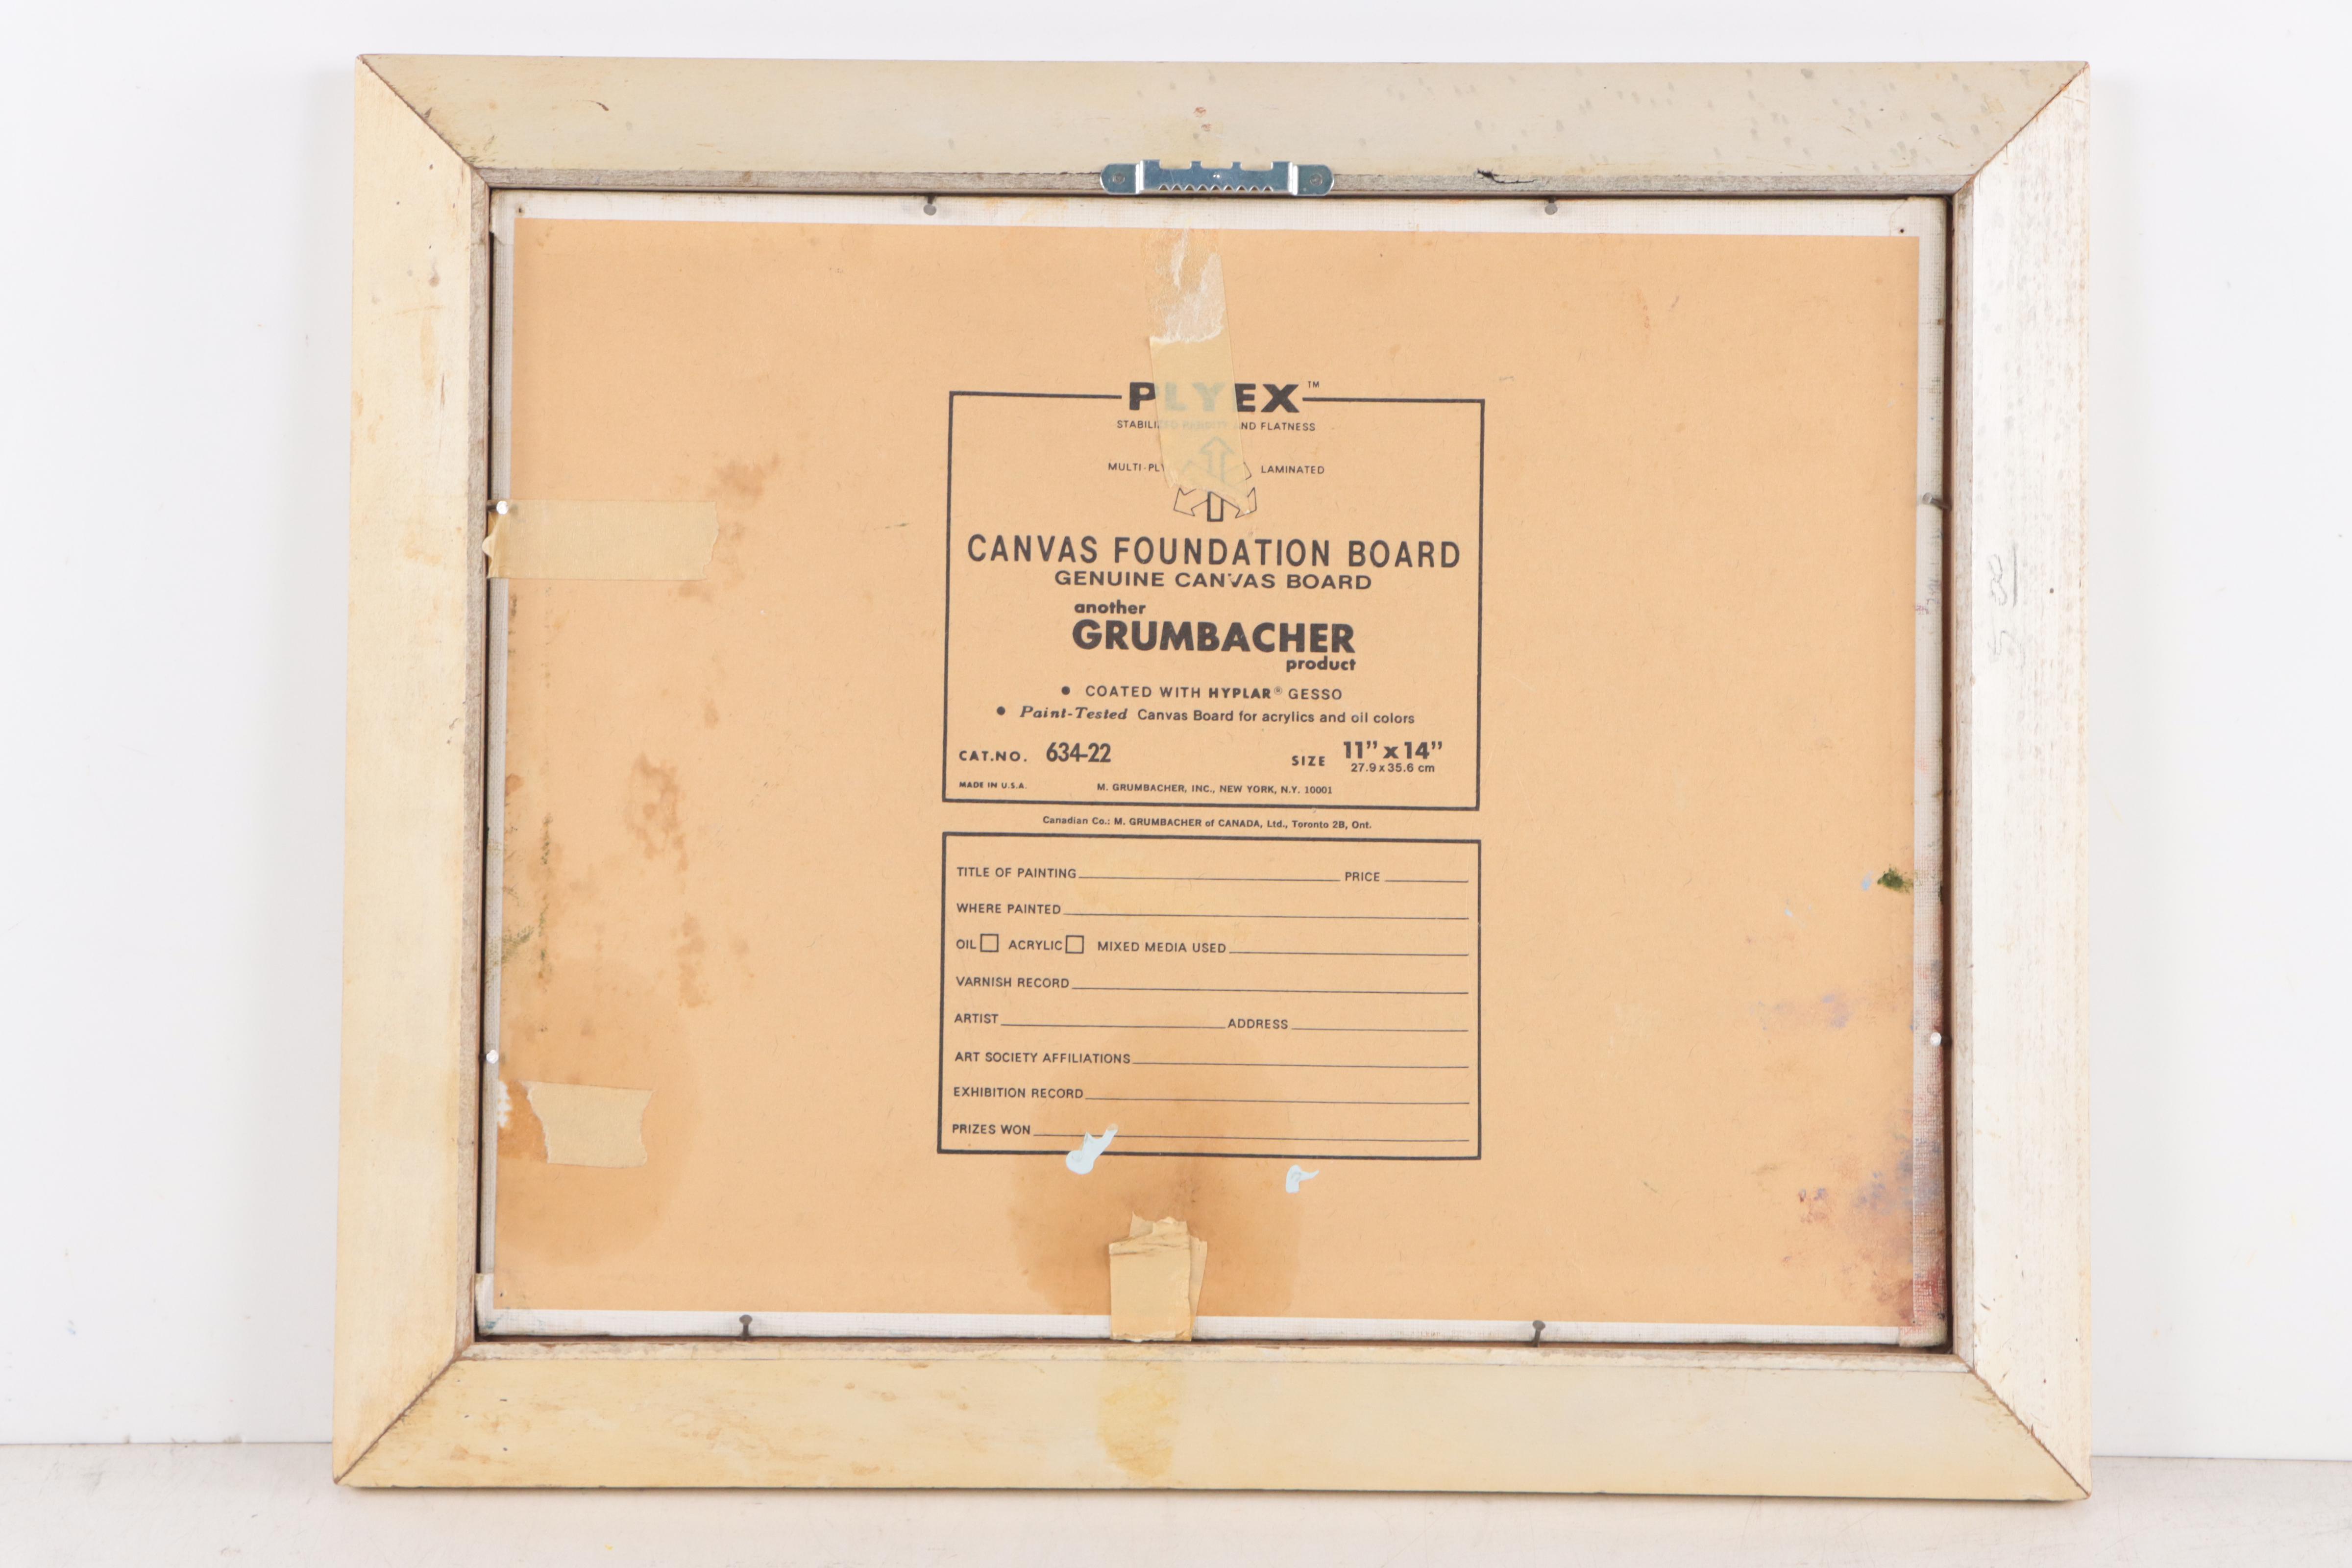 PLYEX™
STABILIZED AND FLATNESS
MULTI-PLY LAMINATED
CANVAS FOUNDATION BOARD
GENUINE CANVAS BOARD
another
GRUMBACHER
product
• COATED WITH HYPLAR® GESSO
• Paint-Tested Canvas Board for acrylics and oil colors
CAT.NO. 634-22 SIZE 11” x 14”
27.9 x 35.6 cm
MADE IN U.S.A. M. GRUMBACHER, INC., NEW YORK, N.Y. 10001
Canadian Co.: M. GRUMBACHER of CANADA, Ltd., Toronto 2B, Ont.
TITLE OF PAINTING PRICE
WHERE PAINTED
OIL ACRYLIC MIXED MEDIA USED
VARNISH RECORD
ARTIST ADDRESS
ART SOCIETY AFFILIATIONS
EXHIBITION RECORD
PRIZES WON